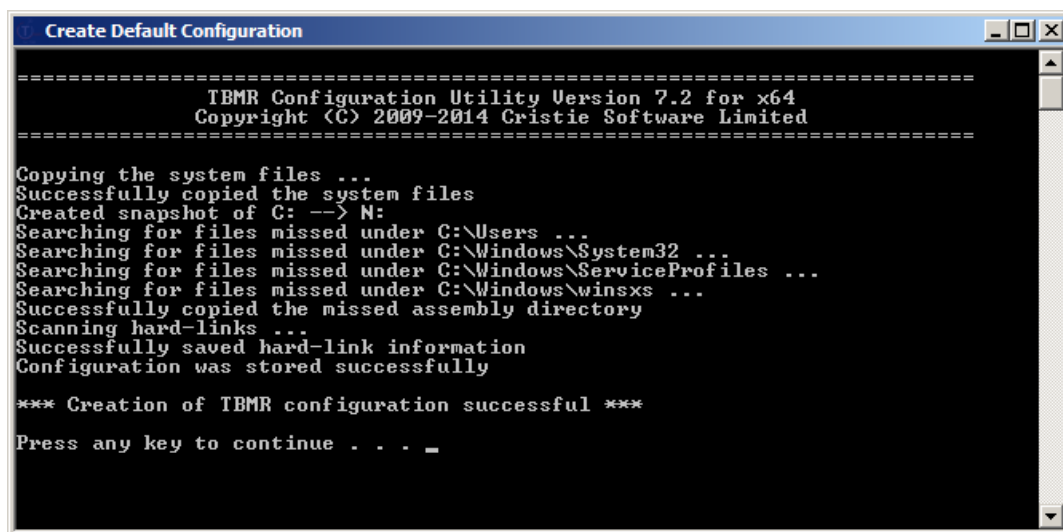 Create Default Configuration
==========================================================================
TBMR Configuration Utility Version 7.2 for x64
Copyright (C) 2009-2014 Cristie Software Limited
==========================================================================
Copying the system files ...
Successfully copied the system files
Created snapshot of C: --> N:
Searching for files missed under C:\Users ...
Searching for files missed under C:\Windows\System32 ...
Searching for files missed under C:\Windows\ServiceProfiles ...
Searching for files missed under C:\Windows\winsxs ...
Successfully copied the missed assembly directory
Scanning hard-links ...
Successfully saved hard-link information
Configuration was stored successfully
*** Creation of TBMR configuration successful ***
Press any key to continue . . . _